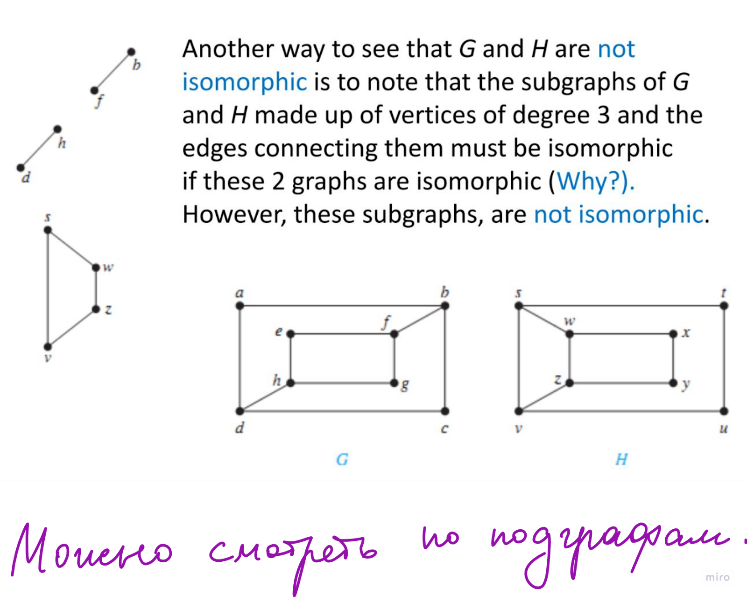 b
f
h
d
s
w
z
v
Another way to see that G and H are not
isomorphic is to note that the subgraphs of G
and H made up of vertices of degree 3 and the
edges connecting them must be isomorphic
if these 2 graphs are isomorphic (Why?).
However, these subgraphs, are not isomorphic.
a b
e f
h g
d c
G
s t
w x
z y
v u
H
Можно смотреть по подграфам.
miro